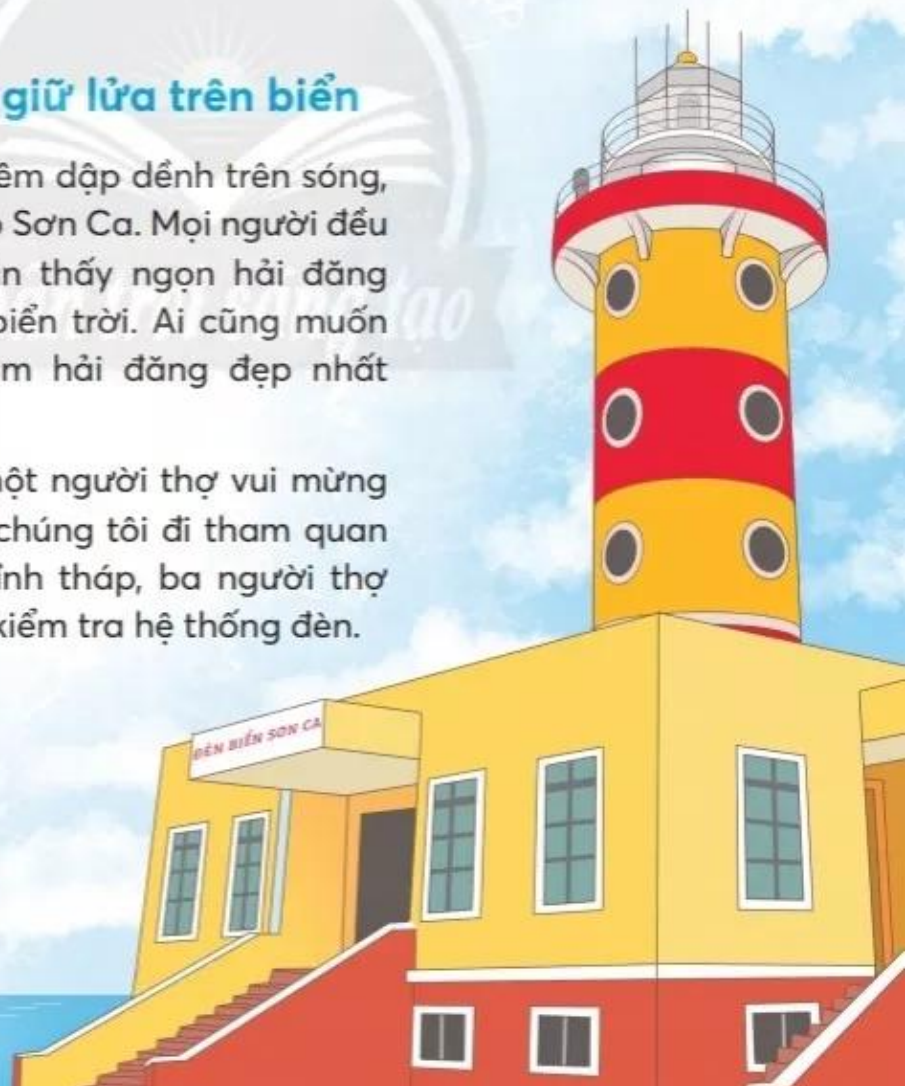 giữ lửa trên biển
êm dập dềnh trên sóng,
Sơn Ca. Mọi người đều
thấy ngọn hải đăng
biển trời. Ai cũng muốn
hải đăng đẹp nhất
một người thợ vui mừng
chúng tôi đi tham quan
tháp, ba người thợ
kiểm tra hệ thống đèn.
tạo
ĐÈN BIỂN SƠN CA